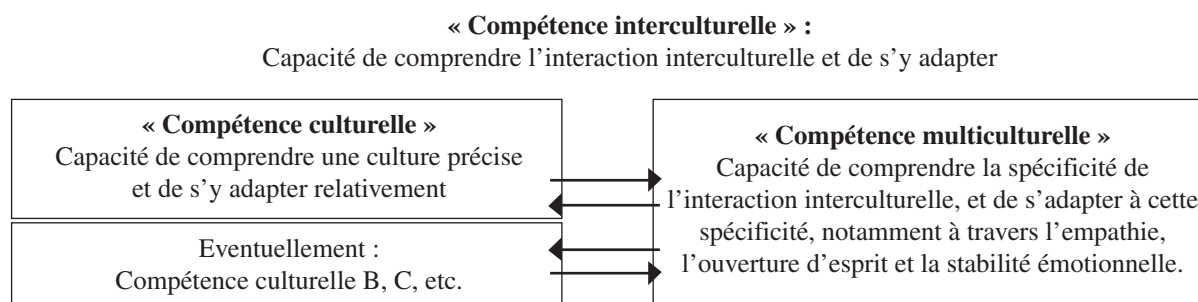 « Compétence interculturelle » :
Capacité de comprendre l’interaction interculturelle et de s’y adapter
« Compétence culturelle »
Capacité de comprendre une culture précise
et de s’y adapter relativement
Eventuellement :
Compétence culturelle B, C, etc.
« Compétence multiculturelle »
Capacité de comprendre la spécificité de
l’interaction interculturelle, et de s’adapter à cette
spécificité, notamment à travers l’empathie,
l’ouverture d’esprit et la stabilité émotionnelle.